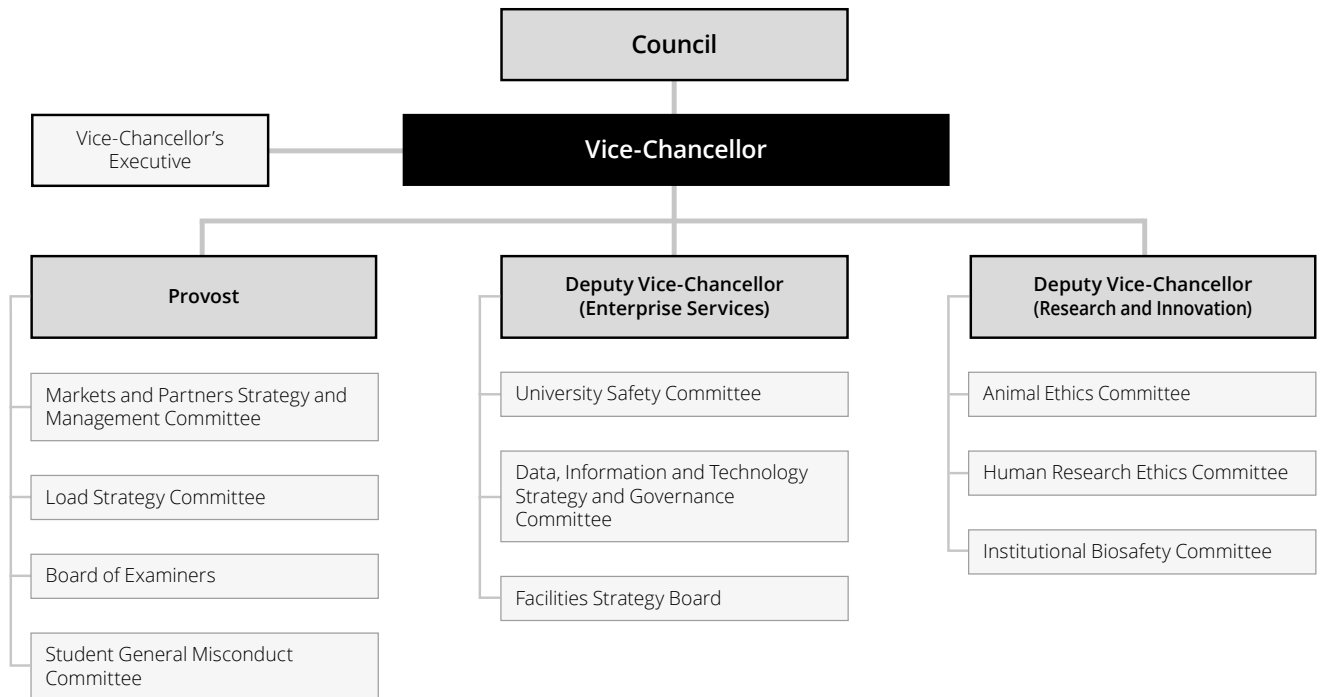 Council
Vice-Chancellor's
Executive
Vice-Chancellor
Provost
Markets and Partners Strategy and
Management Committee
Load Strategy Committee
Board of Examiners
Student General Misconduct
Committee
Deputy Vice-Chancellor
(Enterprise Services)
University Safety Committee
Data, Information and Technology
Strategy and Governance
Committee
Facilities Strategy Board
Deputy Vice-Chancellor
(Research and Innovation)
Animal Ethics Committee
Human Research Ethics Committee
Institutional Biosafety Committee